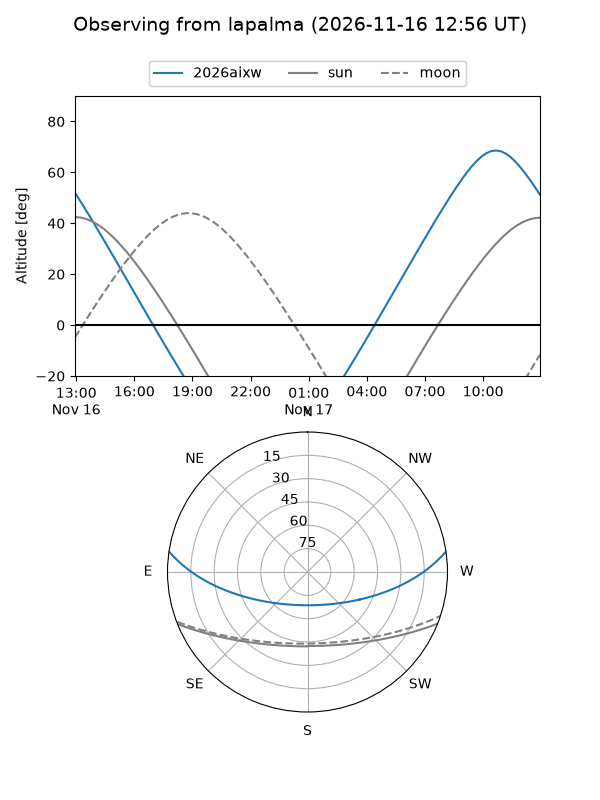 Observing from lapalma (2026-11-16 12:56 UT)
2026aixw sun moon
Altitude [deg]
80
60
40
20
0
−20
13:00 16:00 19:00 22:00 01:00 04:00 07:00 10:00
Nov 16 Nov 17
N
NE NW
15
30
45
60
75
E W
SE SW
S